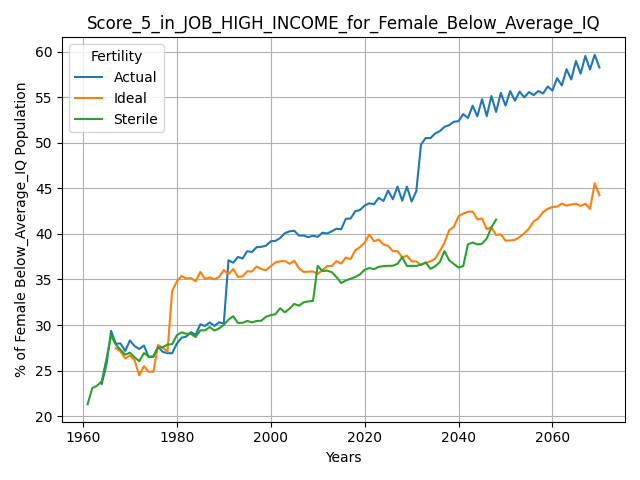 Score_5_in_JOB_HIGH_INCOME_for_Female_Below_Average_IQ
% of Female Below_Average_IQ Population
60
55
50
45
40
35
30
25
20
Fertility
Actual
Ideal
Sterile
1960 1980 2000 2020 2040 2060
Years